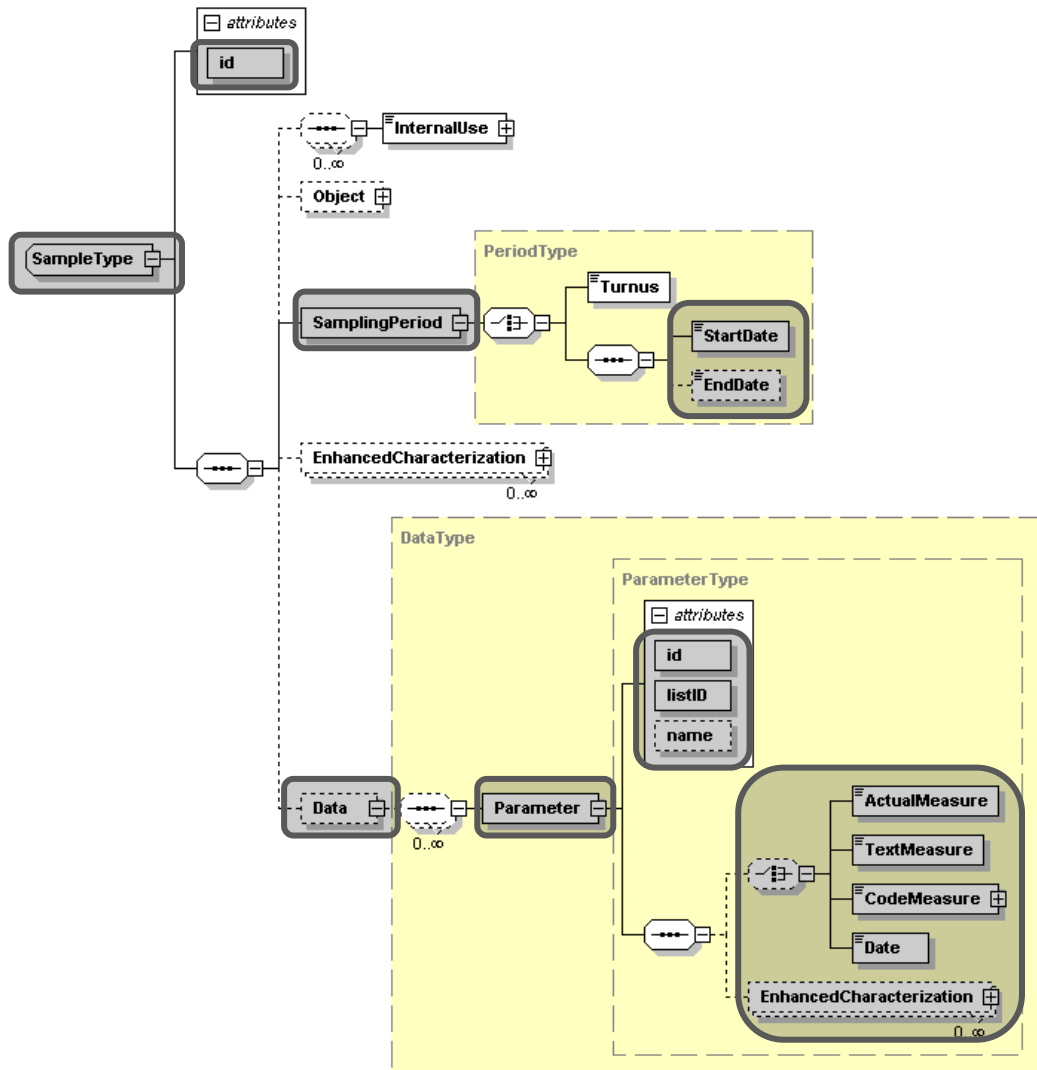 attributes
id
InternalUse
0..∞
Object
SampleType
PeriodType
Turnus
SamplingPeriod
StartDate
EndDate
EnhancedCharacterization
0..∞
DataType
ParameterType
attributes
id
listID
name
Data
0..∞
Parameter
ActualMeasure
TextMeasure
CodeMeasure
Date
EnhancedCharacterization
0..∞